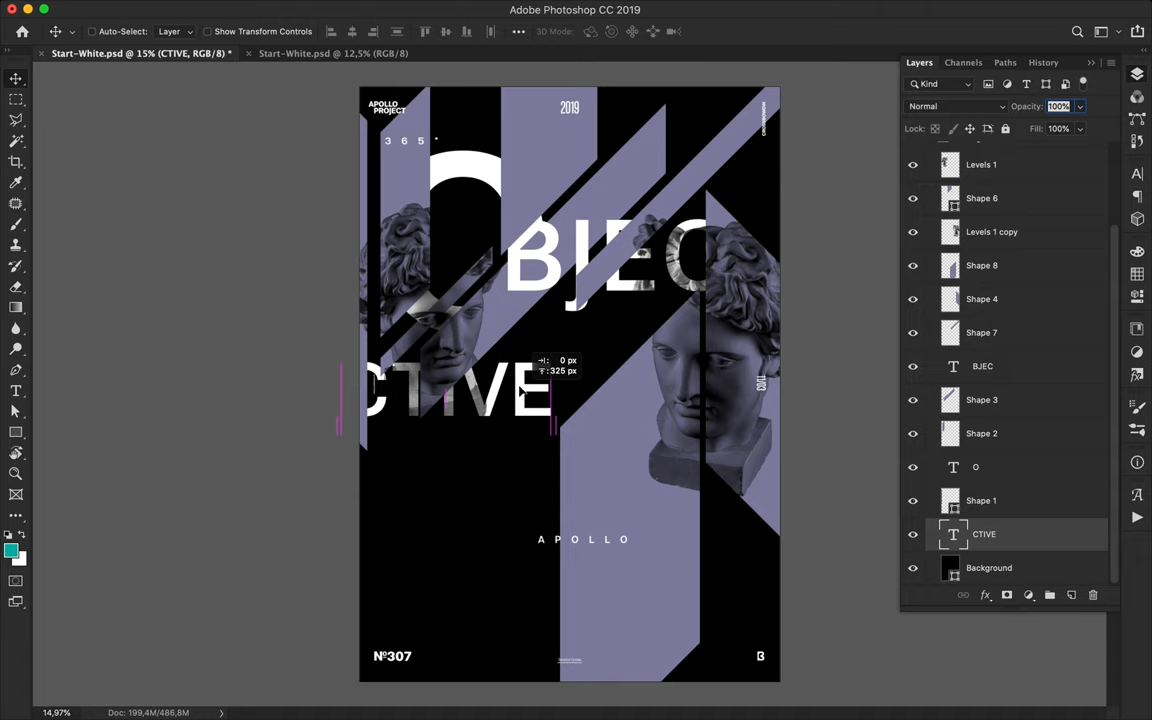 Adobe Photoshop CC 2019
Auto-Select:
Layer
Show Transform Controls
3D Mode:
Start-White.psd @ 15% (CTIVE, RGB/8) *
Start-White.psd @ 12,5% (RGB/8)
Layers
Channels
Paths
History
Kind
Normal
Opacity:
100%
Lock:
Fill:
100%
Levels 1
Shape 6
Levels 1 copy
Shape 8
Shape 4
Shape 7
BJEC
Shape 3
Shape 2
O
Shape 1
CTIVE
Background
APOLLO
PROJECT
2019
365°
BJEC
0 px
325 px
11/03
CTIVE
APOLLO
Nº307
B
14,97%
Doc: 199,4M/486,8M